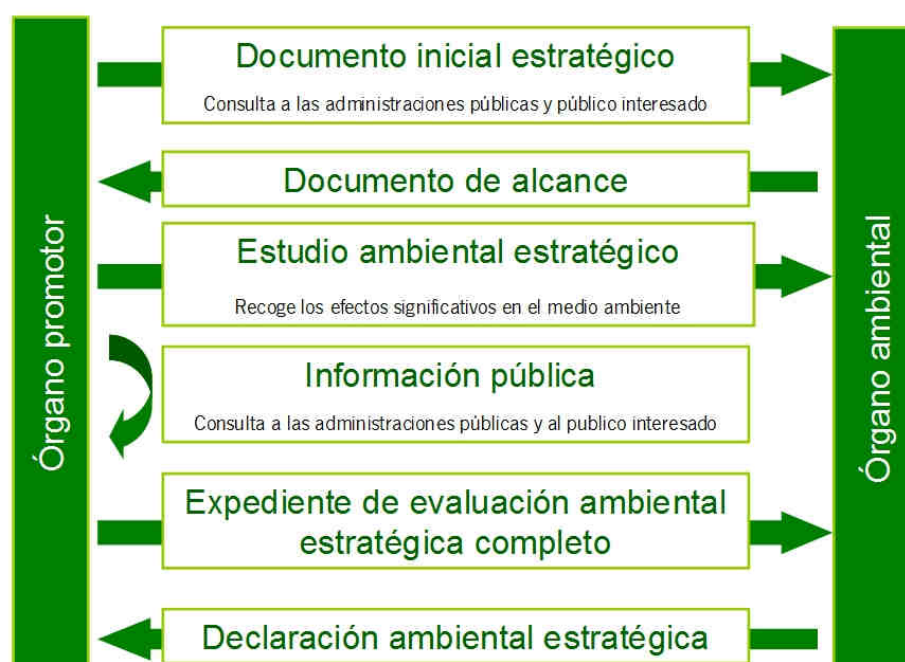 Órgano promotor
Documento inicial estratégico
Consulta a las administraciones públicas y público interesado
Documento de alcance
Estudio ambiental estratégico
Recoge los efectos significativos en el medio ambiente
Información pública
Consulta a las administraciones públicas y al publico interesado
Expediente de evaluación ambiental
estratégica completo
Declaración ambiental estratégica
Órgano ambiental